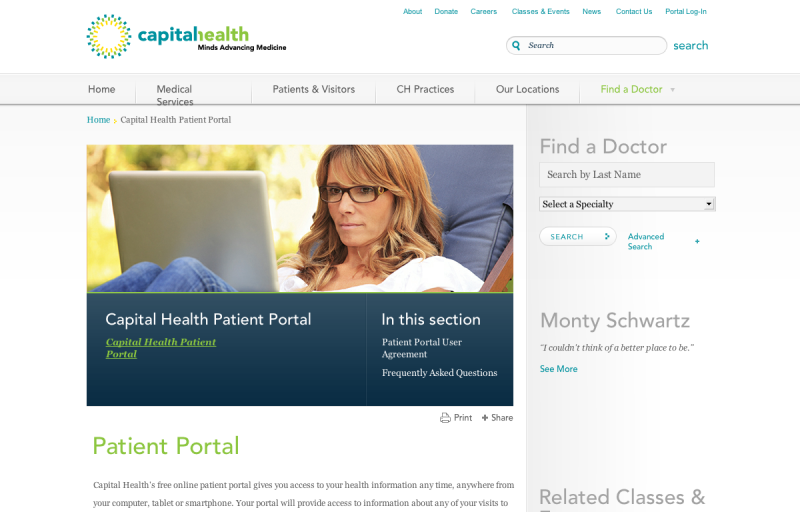 About Donate Careers Classes & Events News Contact Us Portal Log-In
capitalhealth
Minds Advancing Medicine
Search search
Home Medical Services Patients & Visitors CH Practices Our Locations Find a Doctor
Home Capital Health Patient Portal
Find a Doctor
Search by Last Name
Select a Specialty
SEARCH Advanced Search +
Capital Health Patient Portal
Capital Health Patient
Portal
In this section
Patient Portal User
Agreement
Frequently Asked Questions
Monty Schwartz
“I couldn't think of a better place to be.”
See More
Print + Share
Patient Portal
Capital Health's free online patient portal gives you access to your health information any time, anywhere from
your computer, tablet or smartphone. Your portal will provide access to information about any of your visits to
Related Classes &